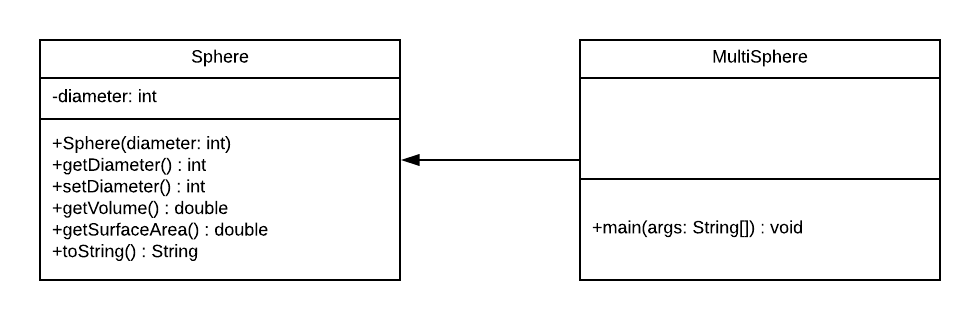 Sphere
-diameter: int
+Sphere(diameter: int)
+getDiameter() : int
+setDiameter() : int
+getVolume() : double
+getSurfaceArea() : double
+toString() : String
MultiSphere
+main(args: String[]) : void